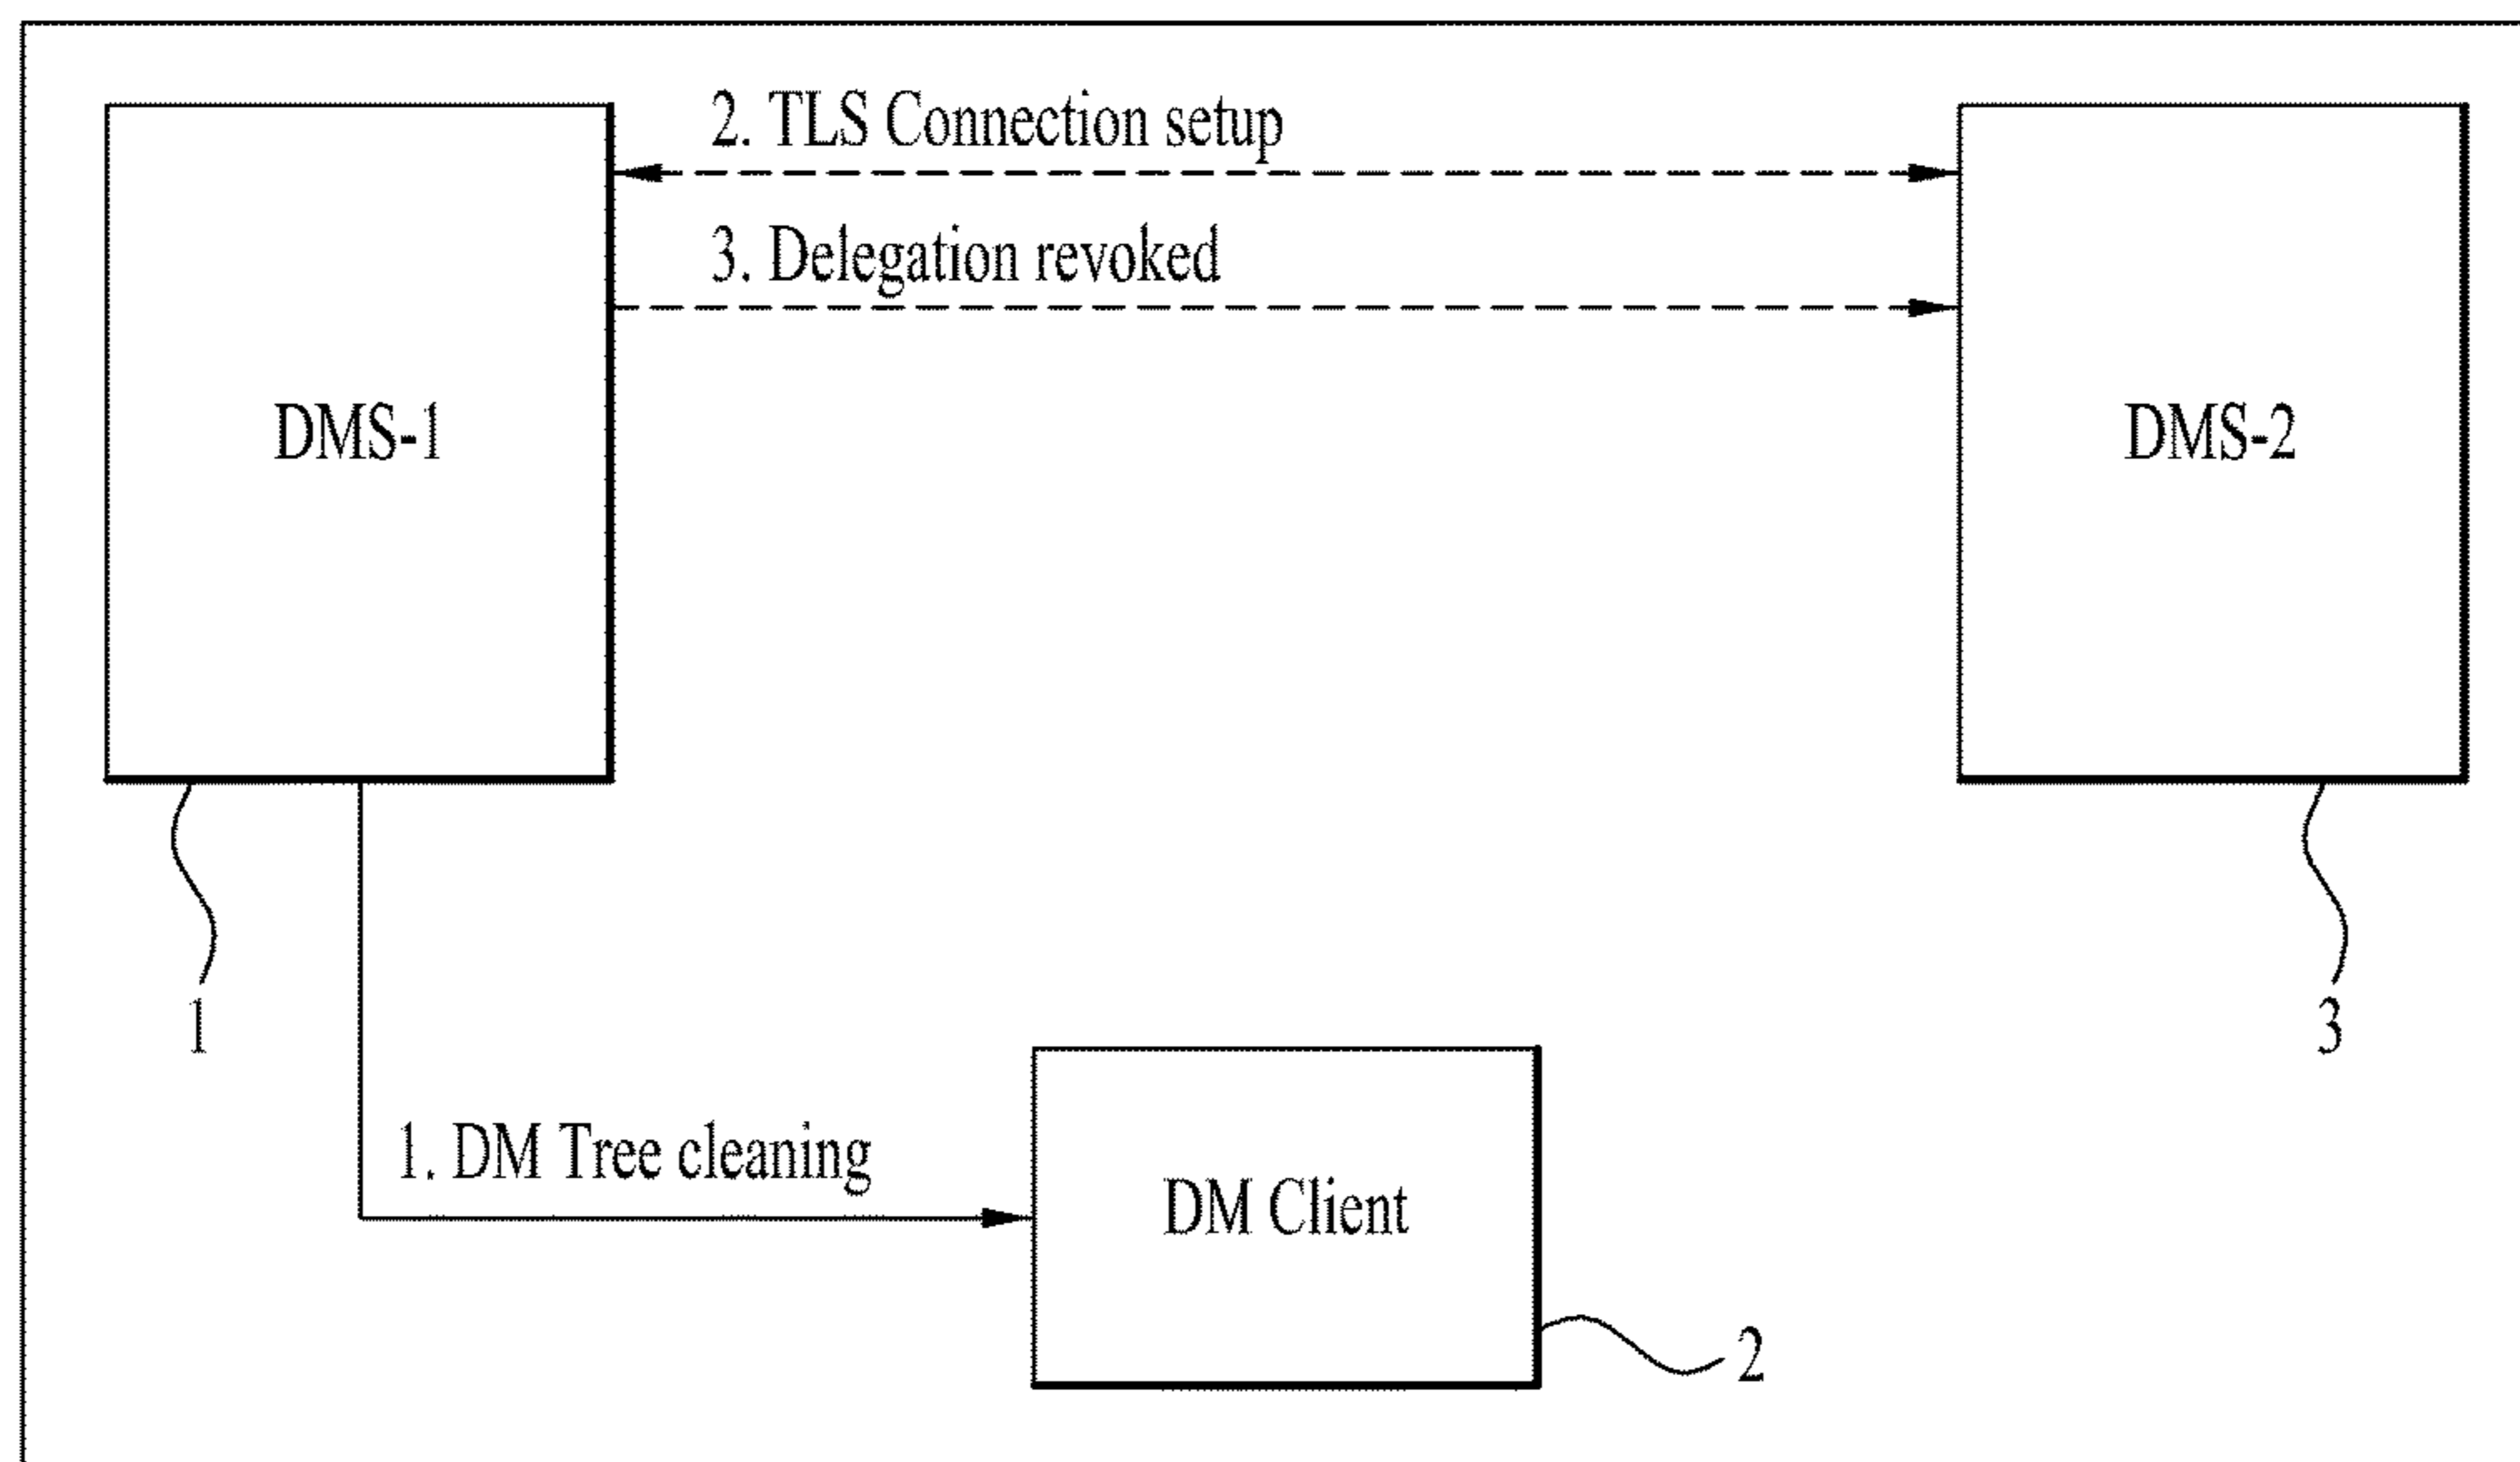 2. TLS Connection setup
3. Delegation revoked
DMS-1
DMS-2
1
3
1. DM Tree cleaning
DM Client
2